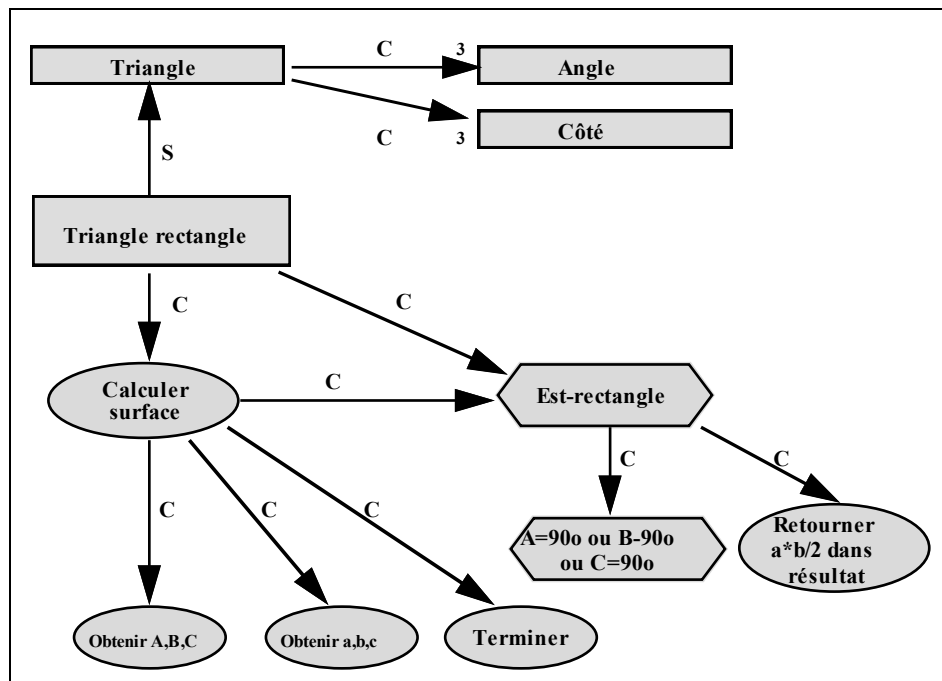 C
3
Triangle
Angle
C
3
Côté
S
Triangle rectangle
C
C
Calculer
surface
C
Est-rectangle
C
C
C
C
C
A=90o ou B-90o
ou C=90o
Retourner
a*b/2 dans
résultat
Obtenir A,B,C
Obtenir a,b,c
Terminer